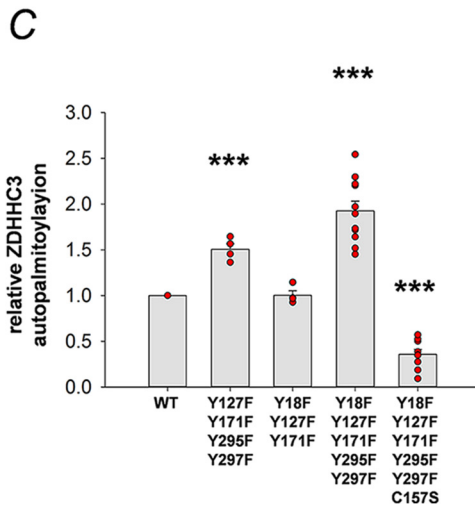 C
***
***
***
3.0
2.5
2.0
1.5
1.0
0.5
0.0
relative ZDHHC3
autopalmitoylayion
WT
Y127F
Y171F
Y295F
Y297F
Y18F
Y127F
Y171F
Y18F
Y127F
Y171F
Y295F
Y297F
Y18F
Y127F
Y171F
Y295F
Y297F
C157S